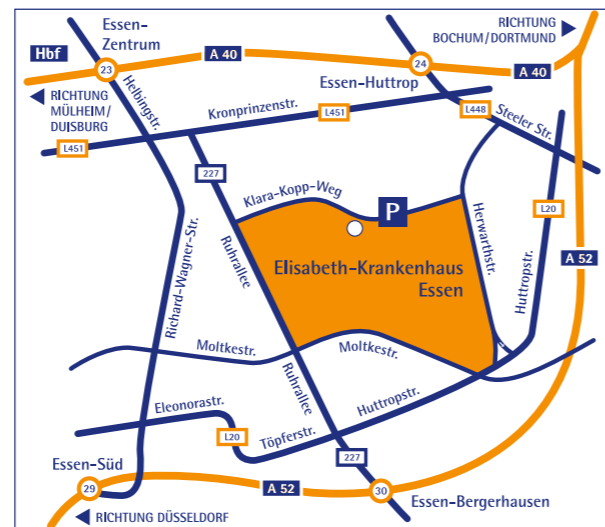 RICHTUNG
BOCHUM/DORTMUND
Essen-
Zentrum
Hbf
A 40
23
24
A 40
RICHTUNG
MÜLHEIM/
DUISBURG
Essen-Huttrop
Helbingstr.
Kronprinzenstr.
L451
L448
Steeler Str.
L451
227
Klara-Kopp-Weg
P
Herwarthstr.
L20
Huttropstr.
A 52
Ruhrallee
Richard-Wagner-Str.
Elisabeth-Krankenhaus
Essen
Moltkestr.
Moltkestr.
Ruhrallee
Eleonorastr.
Huttropstr.
L20
Töpferstr.
227
Essen-Süd
29
A 52
30
Essen-Bergerhausen
RICHTUNG DÜSSELDORF